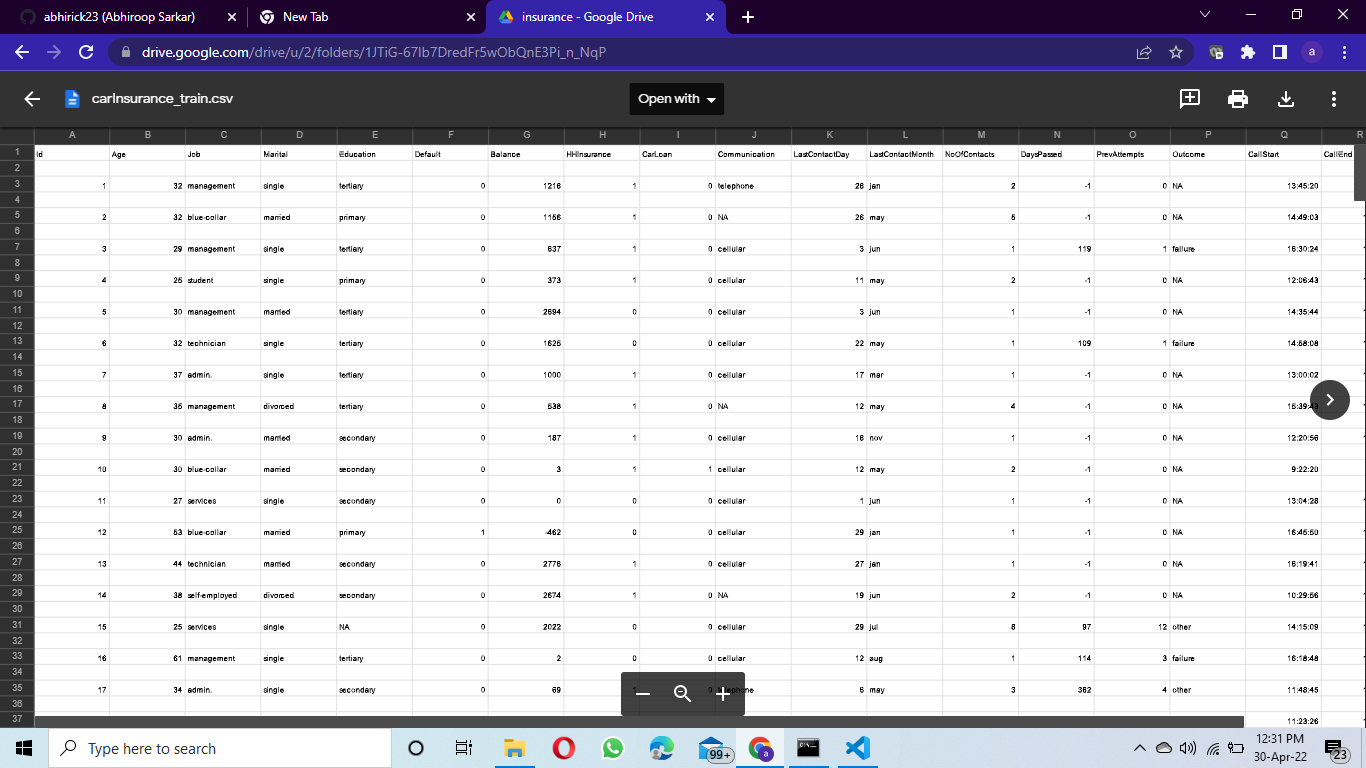 abhirick23 (Abhiroop Sarkar) New Tab insurance - Google Drive
drive.google.com/drive/u/2/folders/1JTiG-67Ib7DredFr5wObQnE3Pi_n_NqP a
carInsurance_train.csv Open with
A B C D E F G H I J K L M N O P Q R
1 Id Age Job Marital Education Default Balance HHInsurance CarLoan Communication LastContactDay LastContactMonth NoOfContacts DaysPassed PrevAttempts Outcome CallStart CallEnd
2
3 1 32 management single tertiary 0 1218 1 0 telephone 28 jan 2 -1 0 NA 13:45:20
4
5 2 32 blue-collar married primary 0 1156 1 0 NA 26 may 5 -1 0 NA 14:49:03
6
7 3 29 management single tertiary 0 637 1 0 cellular 3 jun 1 119 1 failure 16:30:24
8
9 4 25 student single primary 0 373 1 0 cellular 11 may 2 -1 0 NA 12:06:43
10
11 5 30 management married tertiary 0 2694 0 0 cellular 3 jun 1 -1 0 NA 14:35:44
12
13 6 32 technician single tertiary 0 1625 0 0 cellular 22 may 1 109 1 failure 14:58:08
14
15 7 37 admin. single tertiary 0 1000 1 0 cellular 17 mar 1 -1 0 NA 13:00:02
16
17 8 35 management divorced tertiary 0 538 1 0 NA 12 may 4 -1 0 NA
18
19 9 30 admin. married secondary 0 187 1 0 cellular 18 nov 1 -1 0 NA 12:20:56
20
21 10 30 blue-collar married secondary 0 3 1 1 cellular 12 may 2 -1 0 NA 9:22:20
22
23 11 27 services single secondary 0 0 0 0 cellular 1 jun 1 -1 0 NA 13:04:28
24
25 12 53 blue-collar married primary 1 -462 0 0 cellular 29 jan 1 -1 0 NA 16:45:50
26
27 13 44 technician married secondary 0 2776 1 0 cellular 27 jan 1 -1 0 NA 16:19:41
28
29 14 38 self-employed divorced secondary 0 2674 1 0 NA 19 jun 2 -1 0 NA 10:29:56
30
31 15 25 services single NA 0 2022 0 0 cellular 29 jul 8 97 12 other 14:15:09
32
33 16 61 management single tertiary 0 2 0 0 cellular 12 aug 1 114 3 failure 16:18:48
34
35 17 34 admin. single secondary 0 69 6 may 3 362 4 other 11:48:45
36
37 11:23:26
Type here to search 99+ a 12:31 PM
30-Apr-22 23